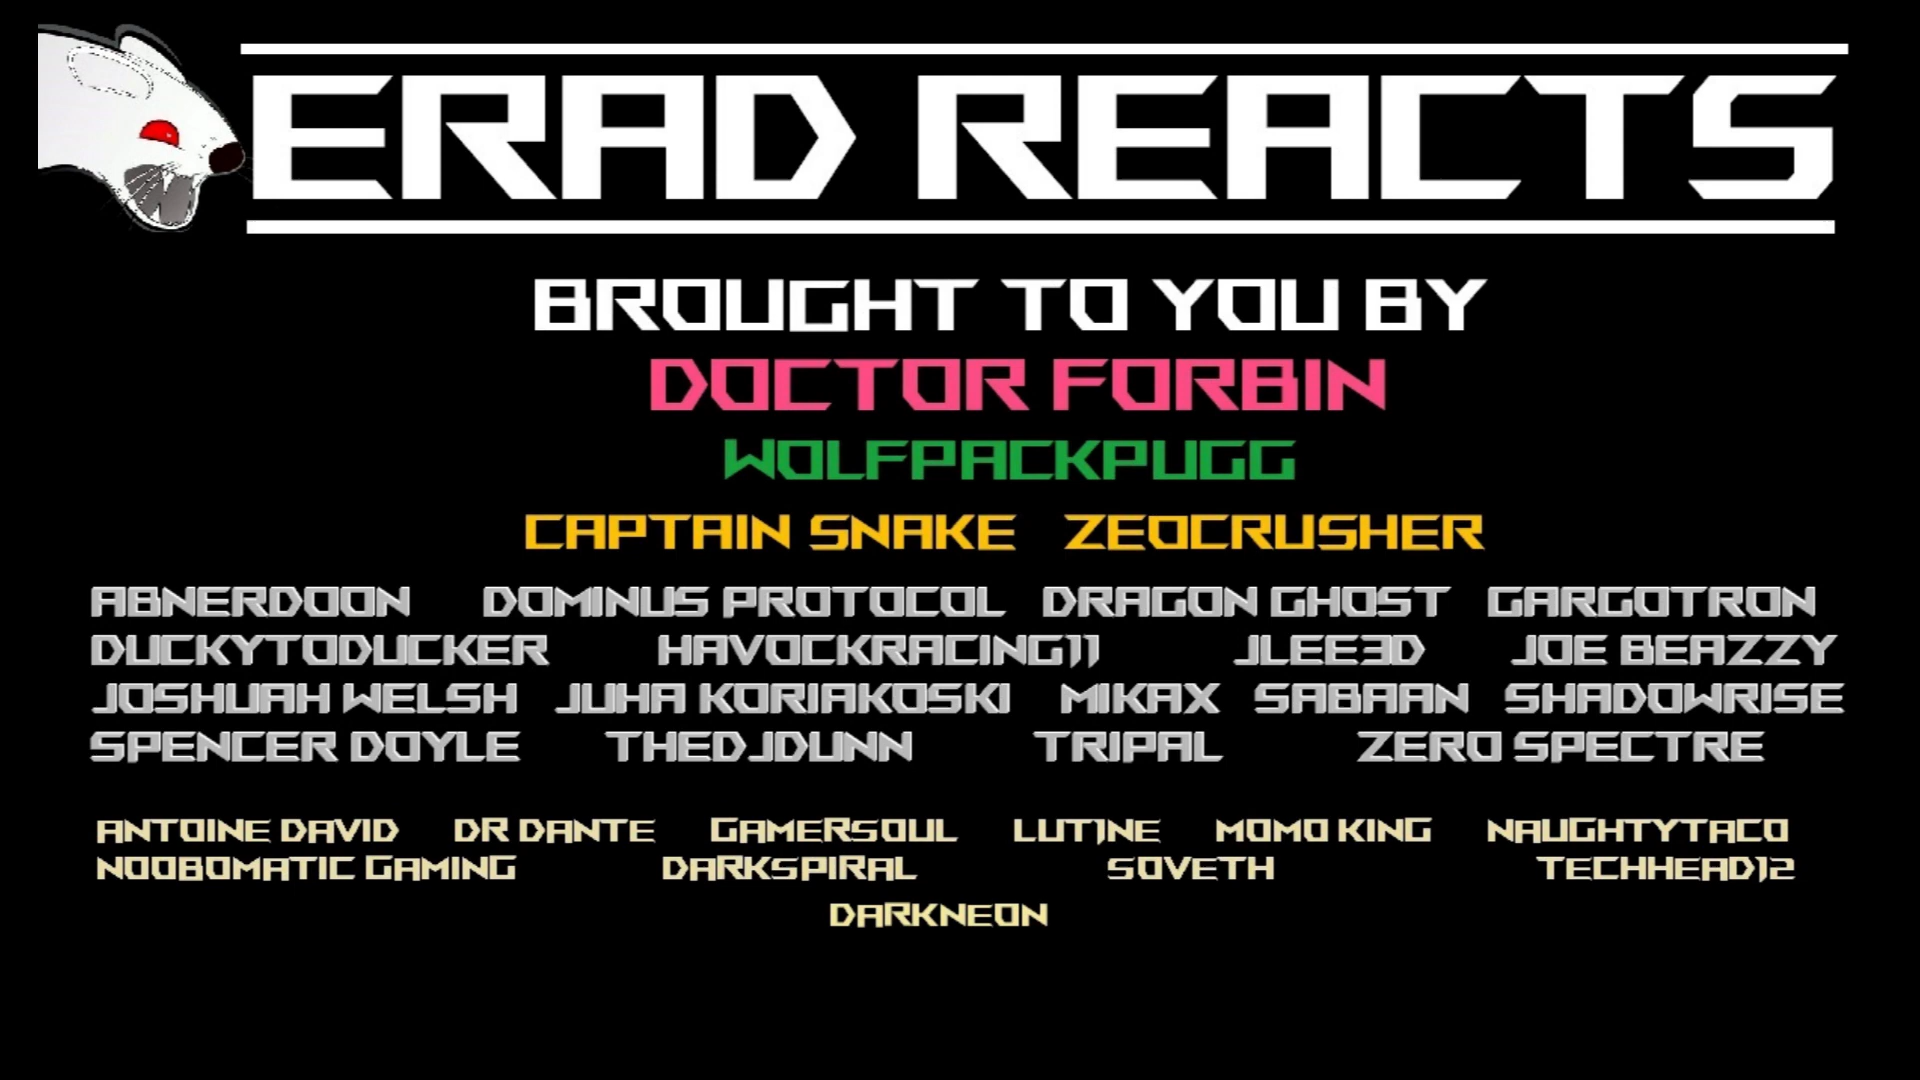 ERAD REACTS
BROUGHT TO YOU BY
DOCTOR FORBIN
WOLFPACKPUGG
CAPTAIN SNAKE ZEOCRUSHER
ABNERDOON DOMINUS PROTOCOL DRAGON GHOST GARGOTRON
DUCKYTODUCKER HAVOCKRACING11 JLEE3D JOE BEAZZY
JOSHUAH WELSH JUHA KORIAKOSKI MIKAX SABAAN SHADOWRISE
SPENCER DOYLE THEDJDUNN TRIPAL ZERO SPECTRE
ANTOINE DAVID DR DANTE GAMERSOUL LUT1NE MOMO KING NAUGHTYTACO
NOOBOMATIC GAMING DARKSPIRAL SOVETH TECHHEAD12
DARKNEON